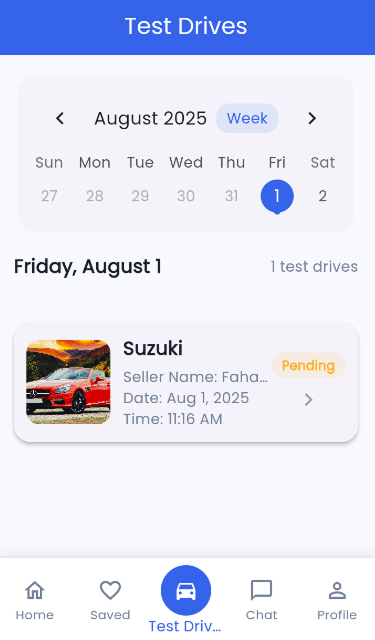 Test Drives
August 2025 Week
Sun Mon Tue Wed Thu Fri Sat
27 28 29 30 31 1 2
Friday, August 1 1 test drives
Suzuki
Pending
Seller Name: Faha...
Date: Aug 1, 2025
Time: 11:16 AM
Home Saved Test Driv... Chat Profile